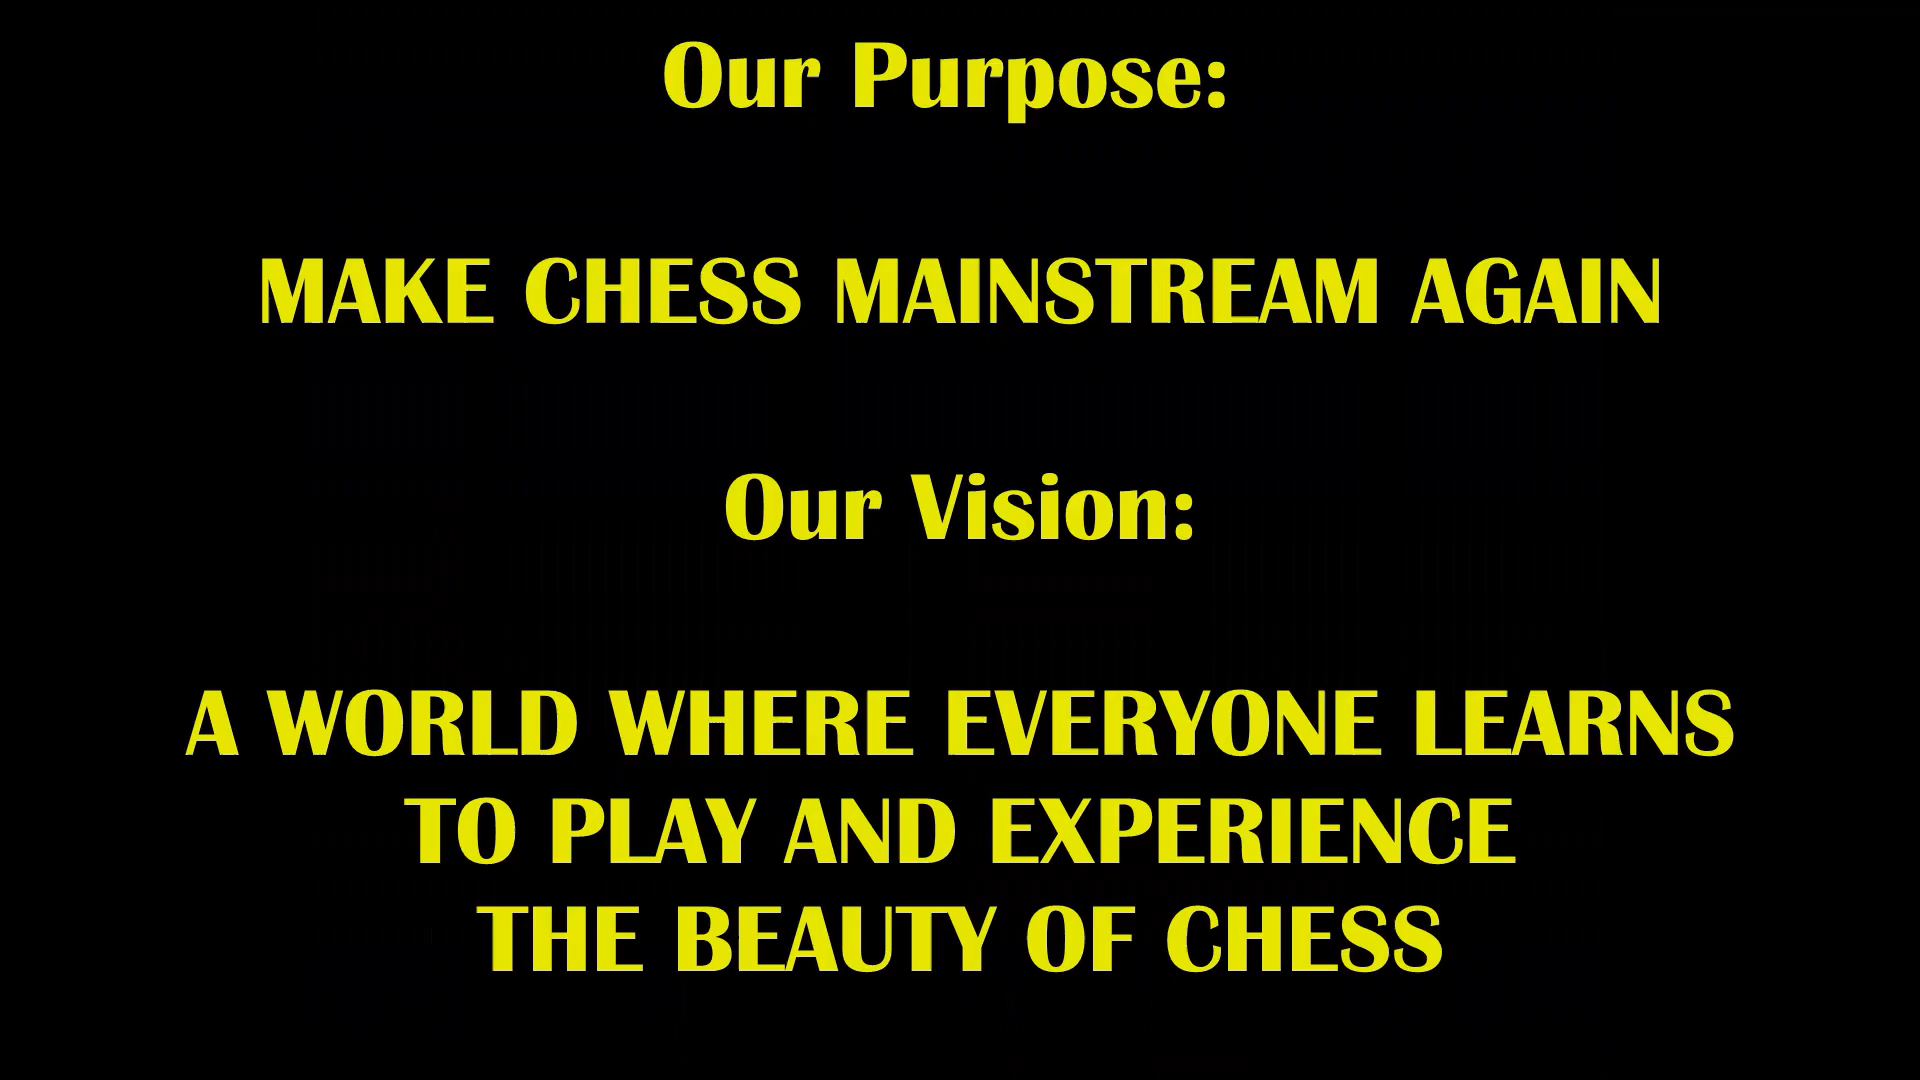 Our Purpose:
MAKE CHESS MAINSTREAM AGAIN
Our Vision:
A WORLD WHERE EVERYONE LEARNS
TO PLAY AND EXPERIENCE
THE BEAUTY OF CHESS